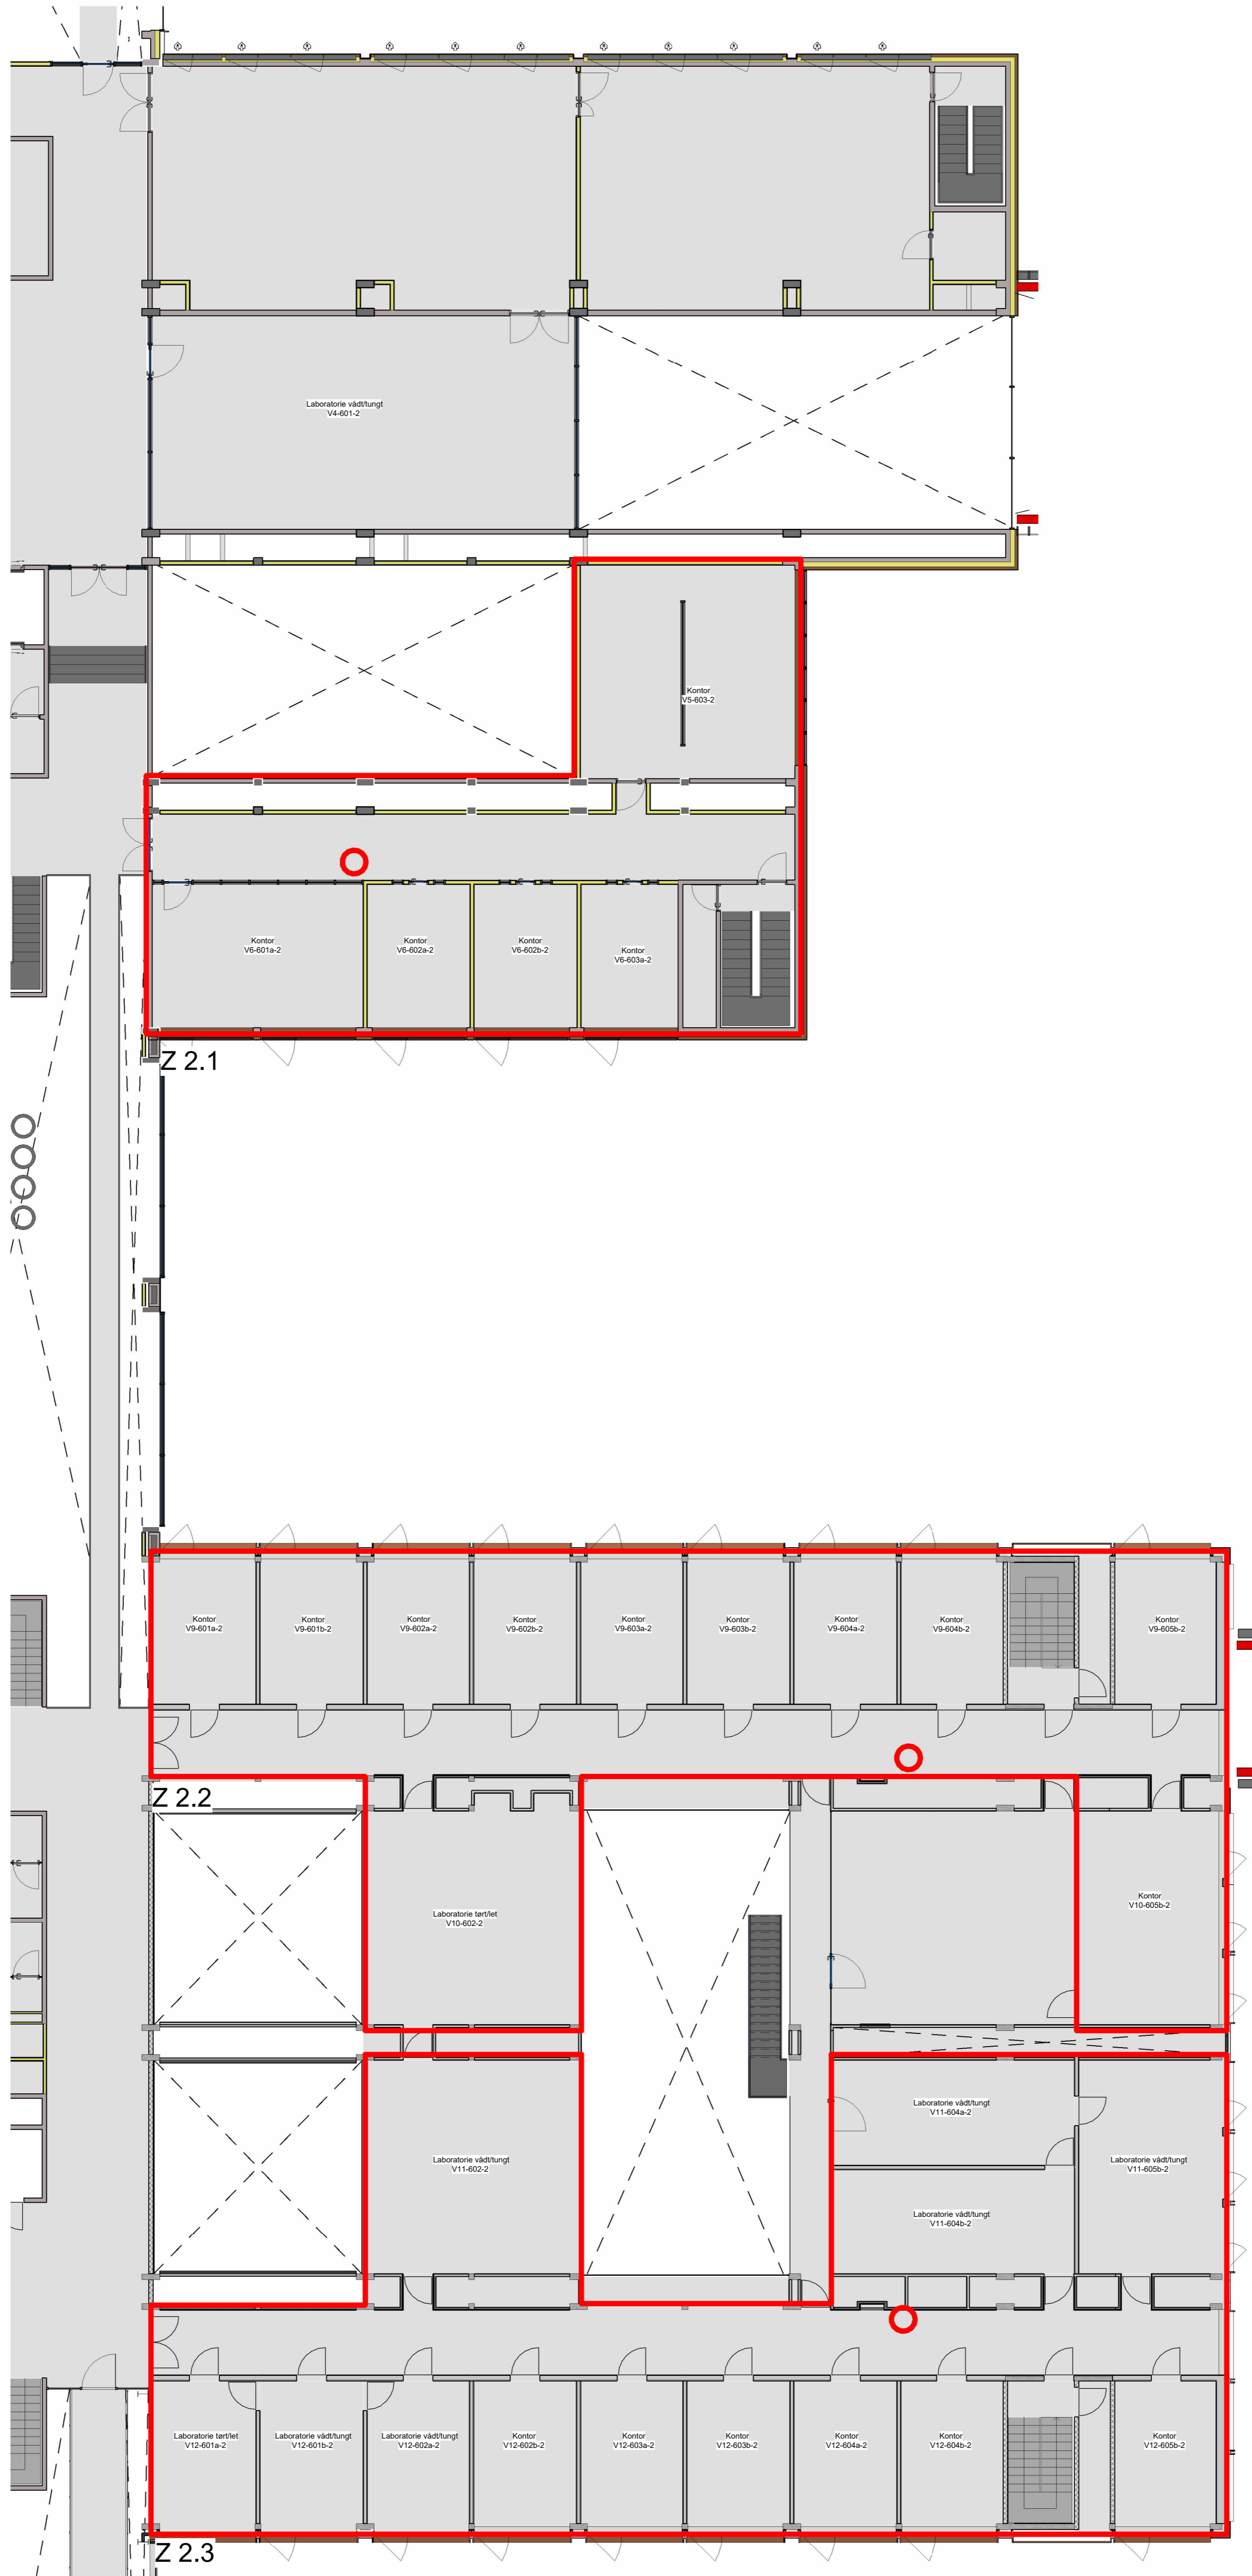 Laboratorie vådt/tungt
V4-601-2
Kontor
V5-603-2
Kontor
V6-601a-2
Kontor
V6-602a-2
Kontor
V6-602b-2
Kontor
V6-603a-2
Z 2.1
Kontor
V9-601a-2
Kontor
V9-601b-2
Kontor
V9-602a-2
Kontor
V9-602b-2
Kontor
V9-603a-2
Kontor
V9-603b-2
Kontor
V9-604a-2
Kontor
V9-604b-2
Kontor
V9-605b-2
Z 2.2
Laboratorie tørt/let
V10-602-2
Kontor
V10-605b-2
Laboratorie vådt/tungt
V11-604a-2
Laboratorie vådt/tungt
V11-602-2
Laboratorie vådt/tungt
V11-605b-2
Laboratorie vådt/tungt
V11-604b-2
Laboratorie tørt/let
V12-601a-2
Laboratorie vådt/tungt
V12-601b-2
Laboratorie vådt/tungt
V12-602a-2
Kontor
V12-602b-2
Kontor
V12-603a-2
Kontor
V12-603b-2
Kontor
V12-604a-2
Kontor
V12-604b-2
Kontor
V12-605b-2
Z 2.3